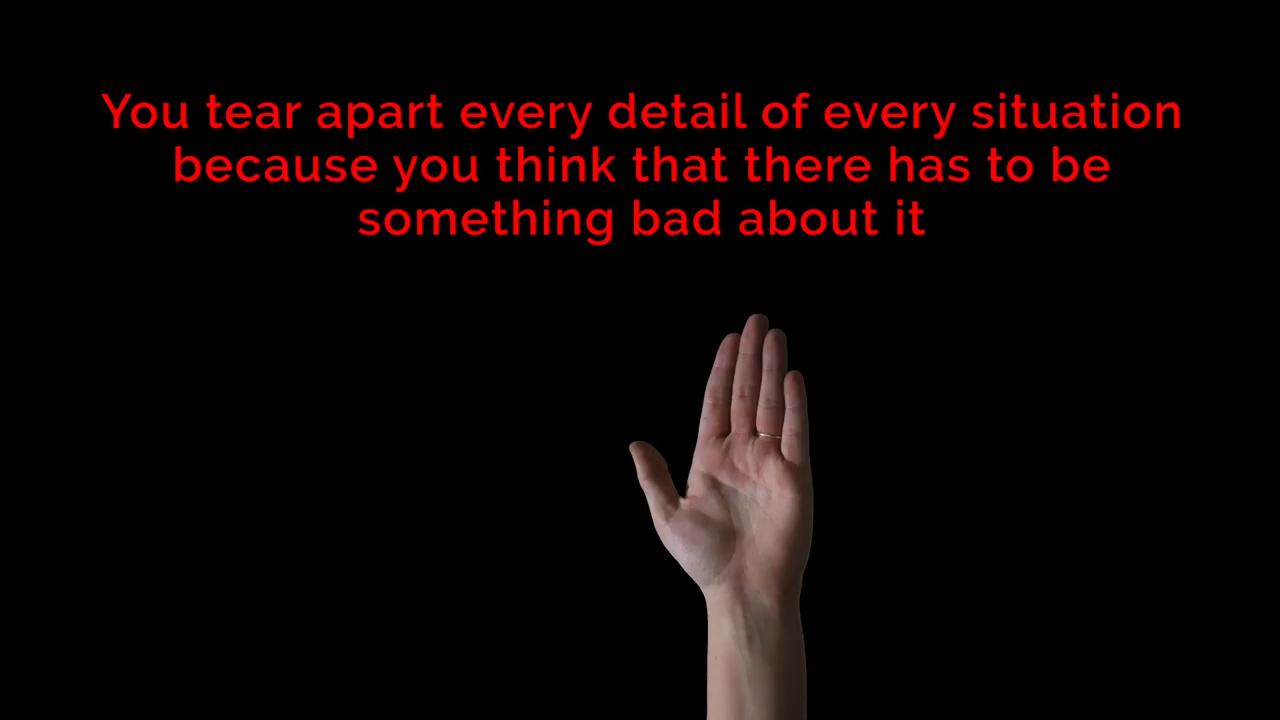 You tear apart every detail of every situation
because you think that there has to be
something bad about it